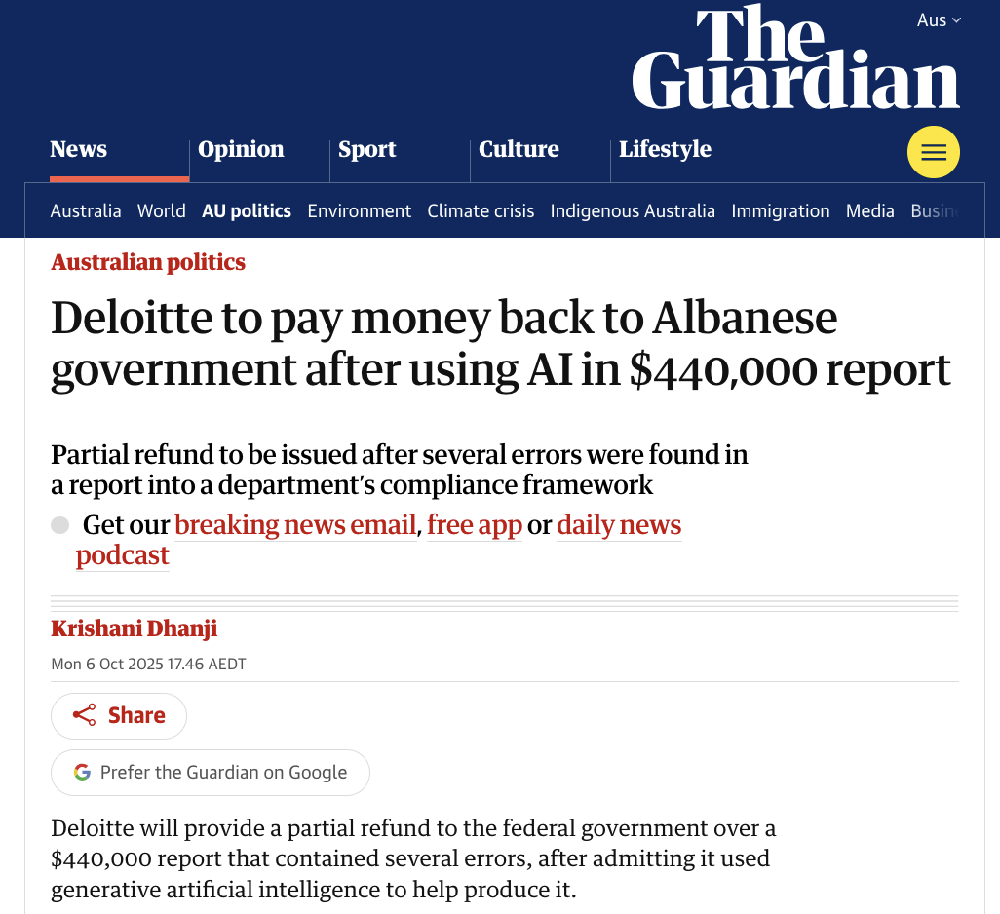 Aus
The
Guardian
News Opinion Sport Culture Lifestyle
Australia World AU politics Environment Climate crisis Indigenous Australia Immigration Media
Australian politics
Deloitte to pay money back to Albanese
government after using AI in $440,000 report
Partial refund to be issued after several errors were found in
a report into a department’s compliance framework
Get our breaking news email, free app or daily news
podcast
Krishani Dhanji
Mon 6 Oct 2025 17.46 AEDT
Share
Prefer the Guardian on Google
Deloitte will provide a partial refund to the federal government over a
$440,000 report that contained several errors, after admitting it used
generative artificial intelligence to help produce it.